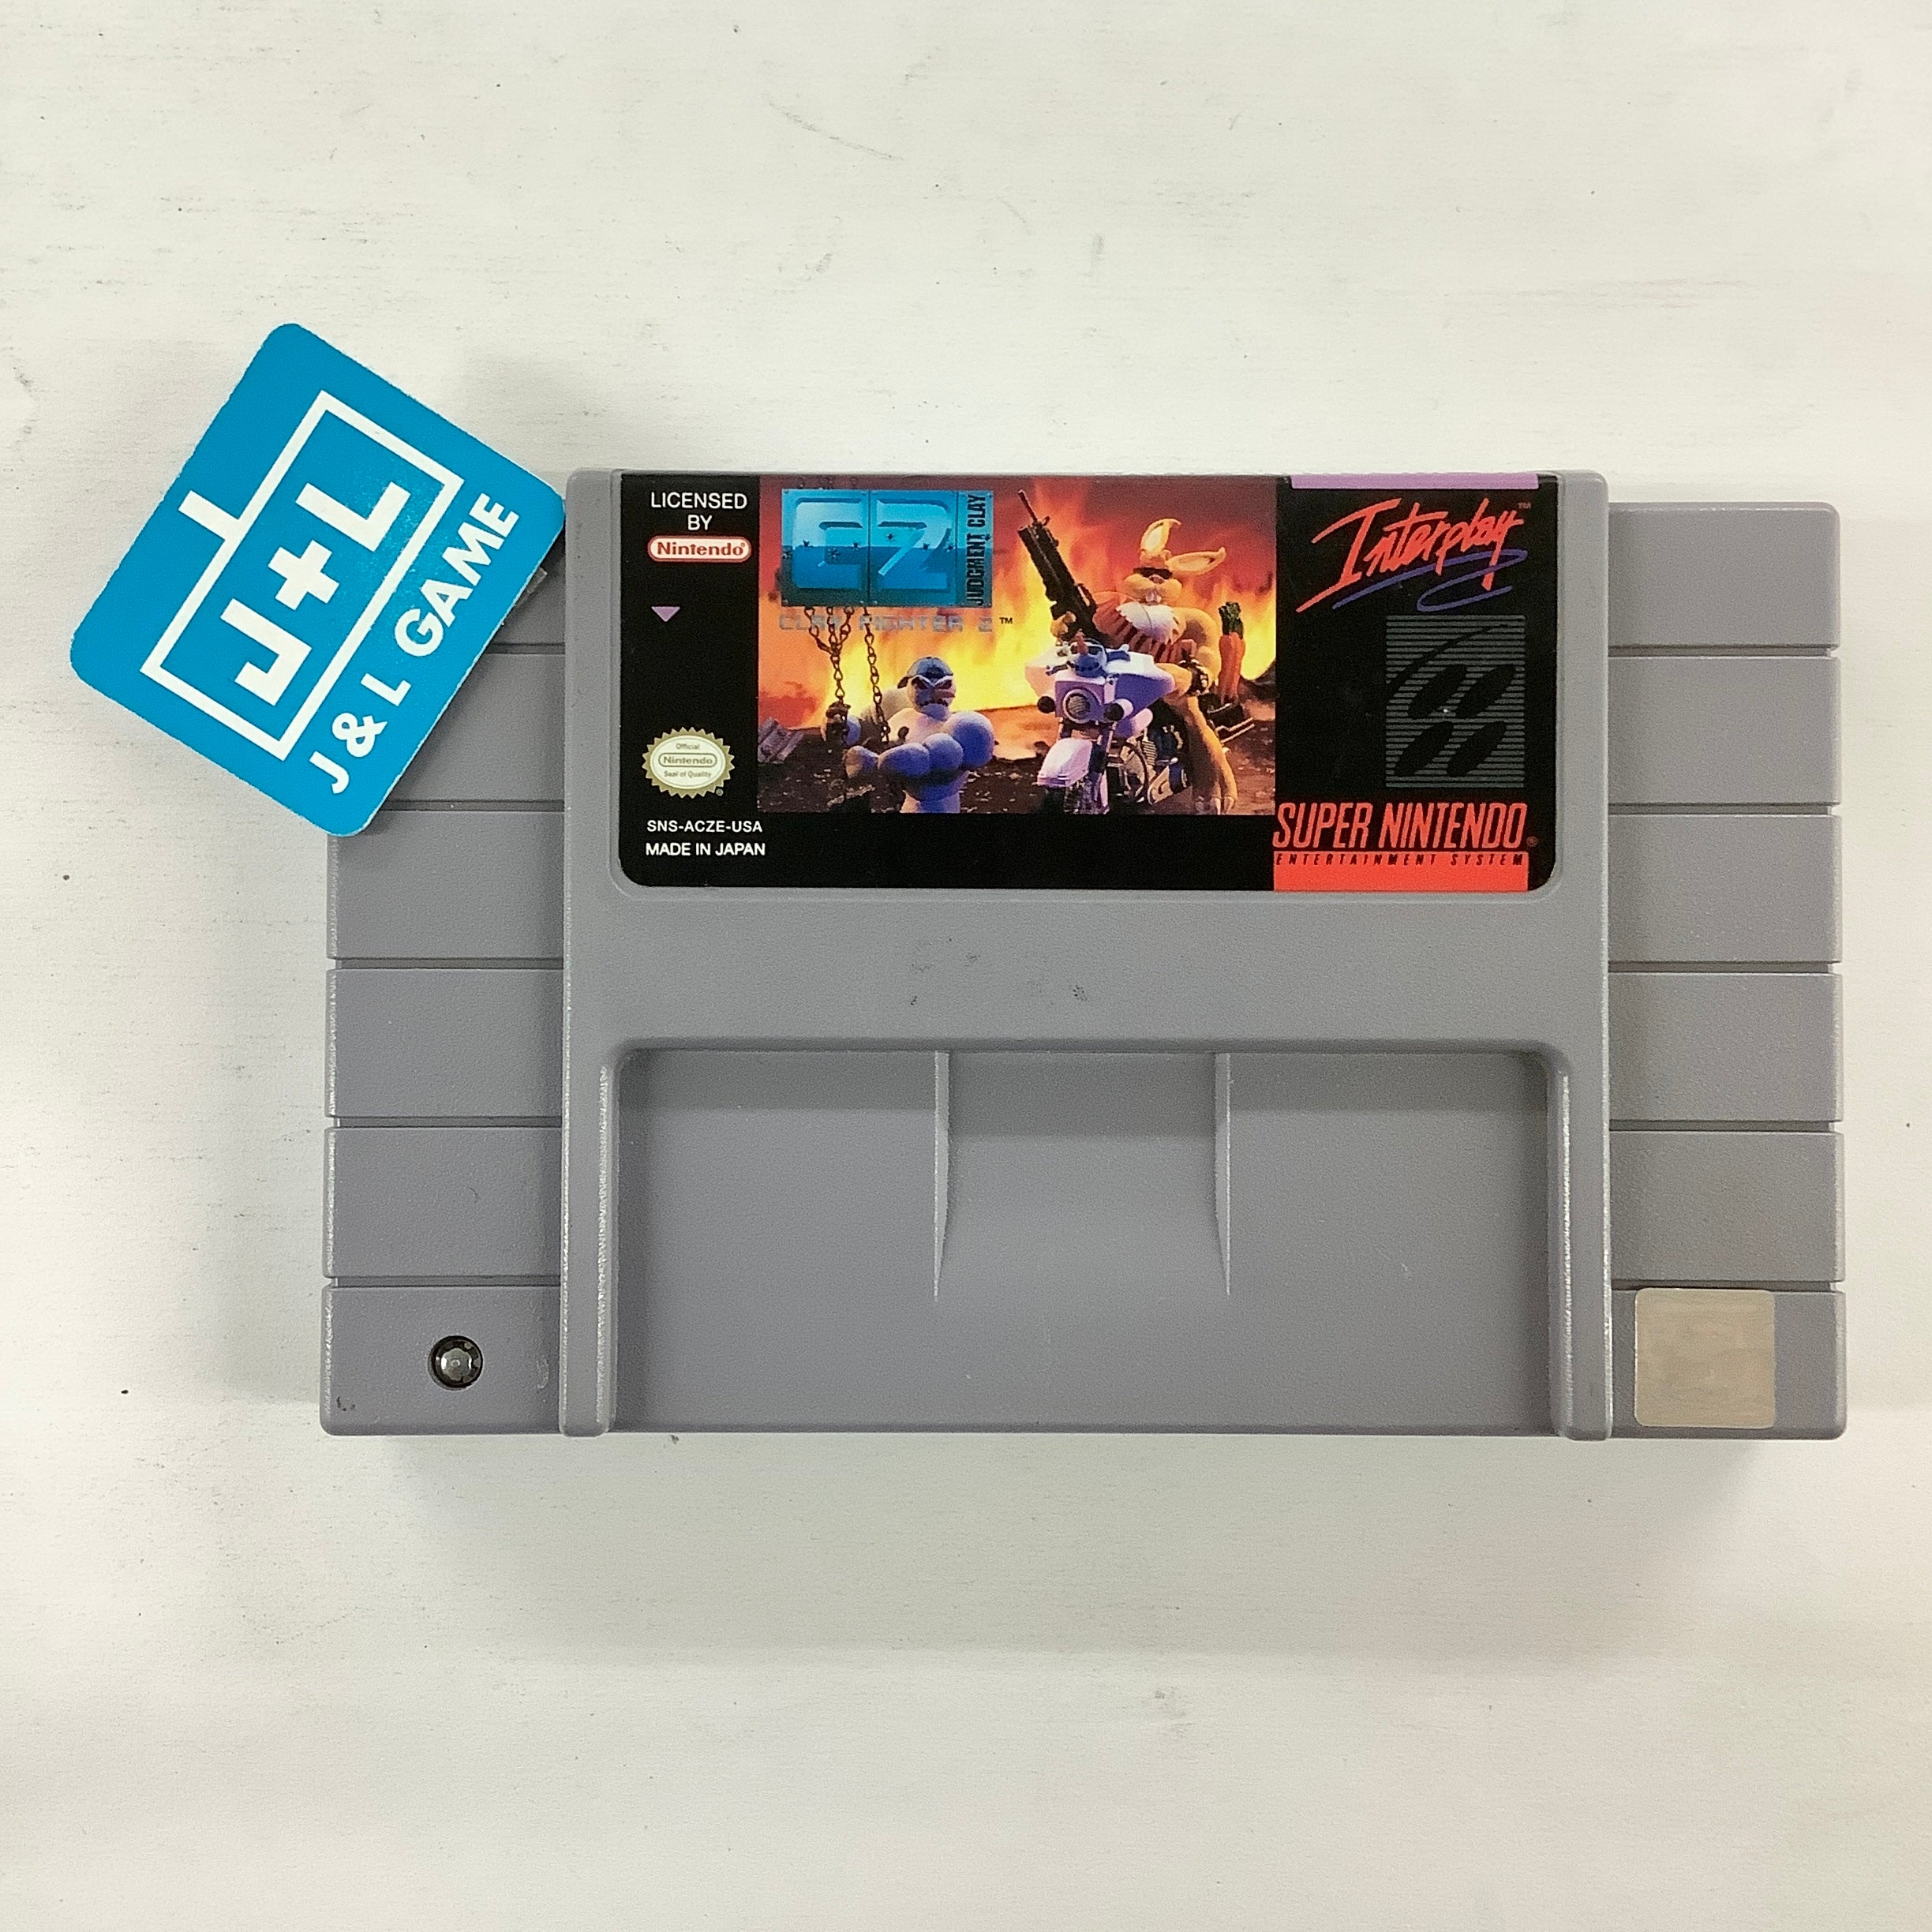 J+L
J & L GAME
LICENSED
BY
Nintendo®
C2
JUDGMENT CLAY
CLAY FIGHTER 2™
Interplay™
Official
Nintendo
Seal of Quality
®
SNS-ACZE-USA
MADE IN JAPAN
SUPER NINTENDO®
ENTERTAINMENT SYSTEM